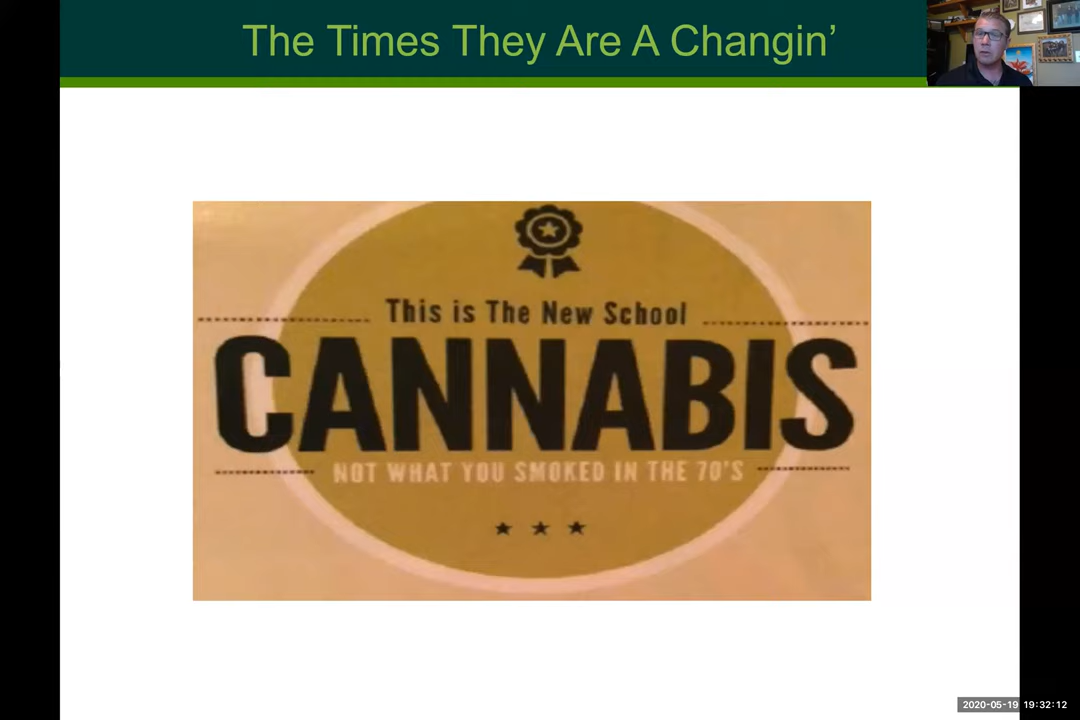 The Times They Are A Changin’
This is The New School
CANNABIS
NOT WHAT YOU SMOKED IN THE 70'S
2020-05-19 19:32:12